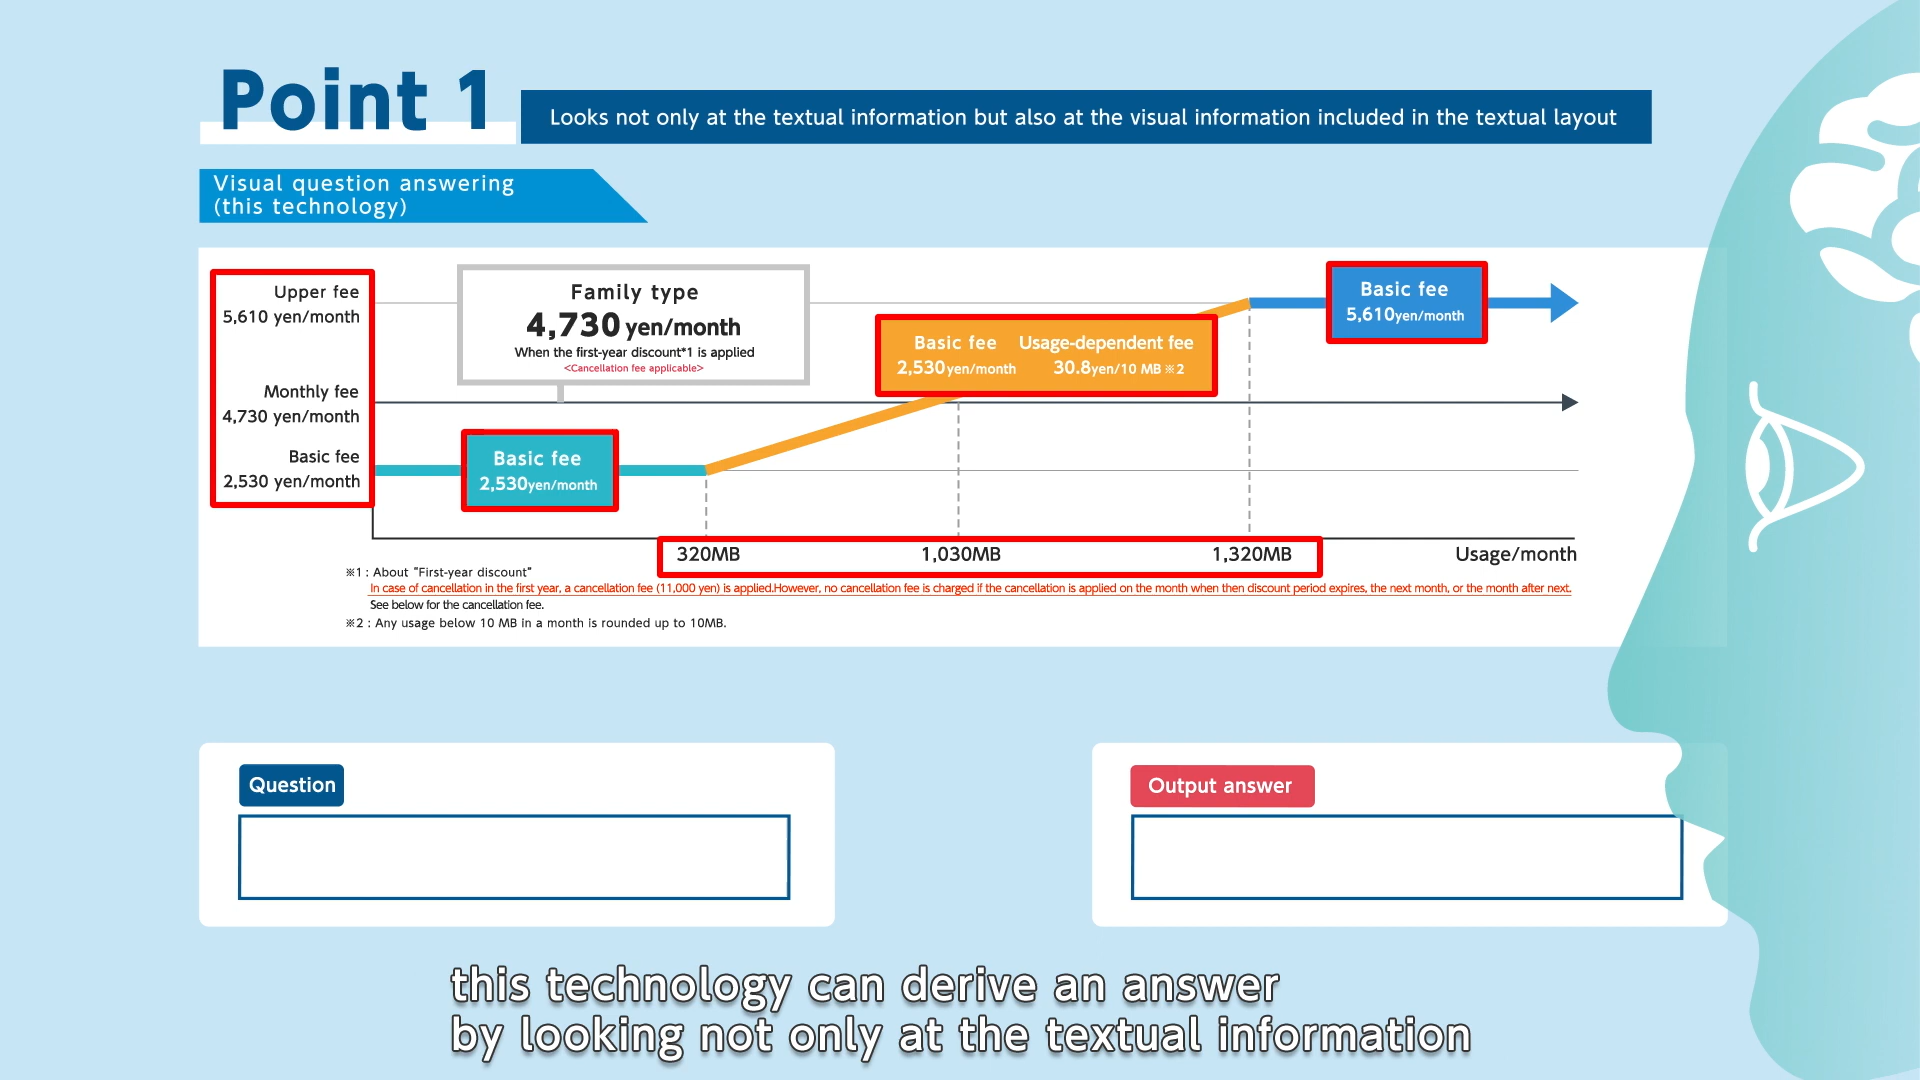 Point 1
Looks not only at the textual information but also at the visual information included in the textual layout
Visual question answering
(this technology)
Upper fee
5,610 yen/month
Monthly fee
4,730 yen/month
Basic fee
2,530 yen/month
Family type
4,730 yen/month
When the first-year discount*1 is applied
<Cancellation fee applicable>
Basic fee
2,530yen/month
Basic fee Usage-dependent fee
2,530yen/month 30.8yen/10 MB ※2
Basic fee
5,610yen/month
320MB 1,030MB 1,320MB Usage/month
※1 : About "First-year discount"
In case of cancellation in the first year, a cancellation fee (11,000 yen) is applied.However, no cancellation fee is charged if the cancellation is applied on the month when then discount period expires, the next month, or the month after next.
See below for the cancellation fee.
※2 : Any usage below 10 MB in a month is rounded up to 10MB.
Question
Output answer
this technology can derive an answer
by looking not only at the textual information